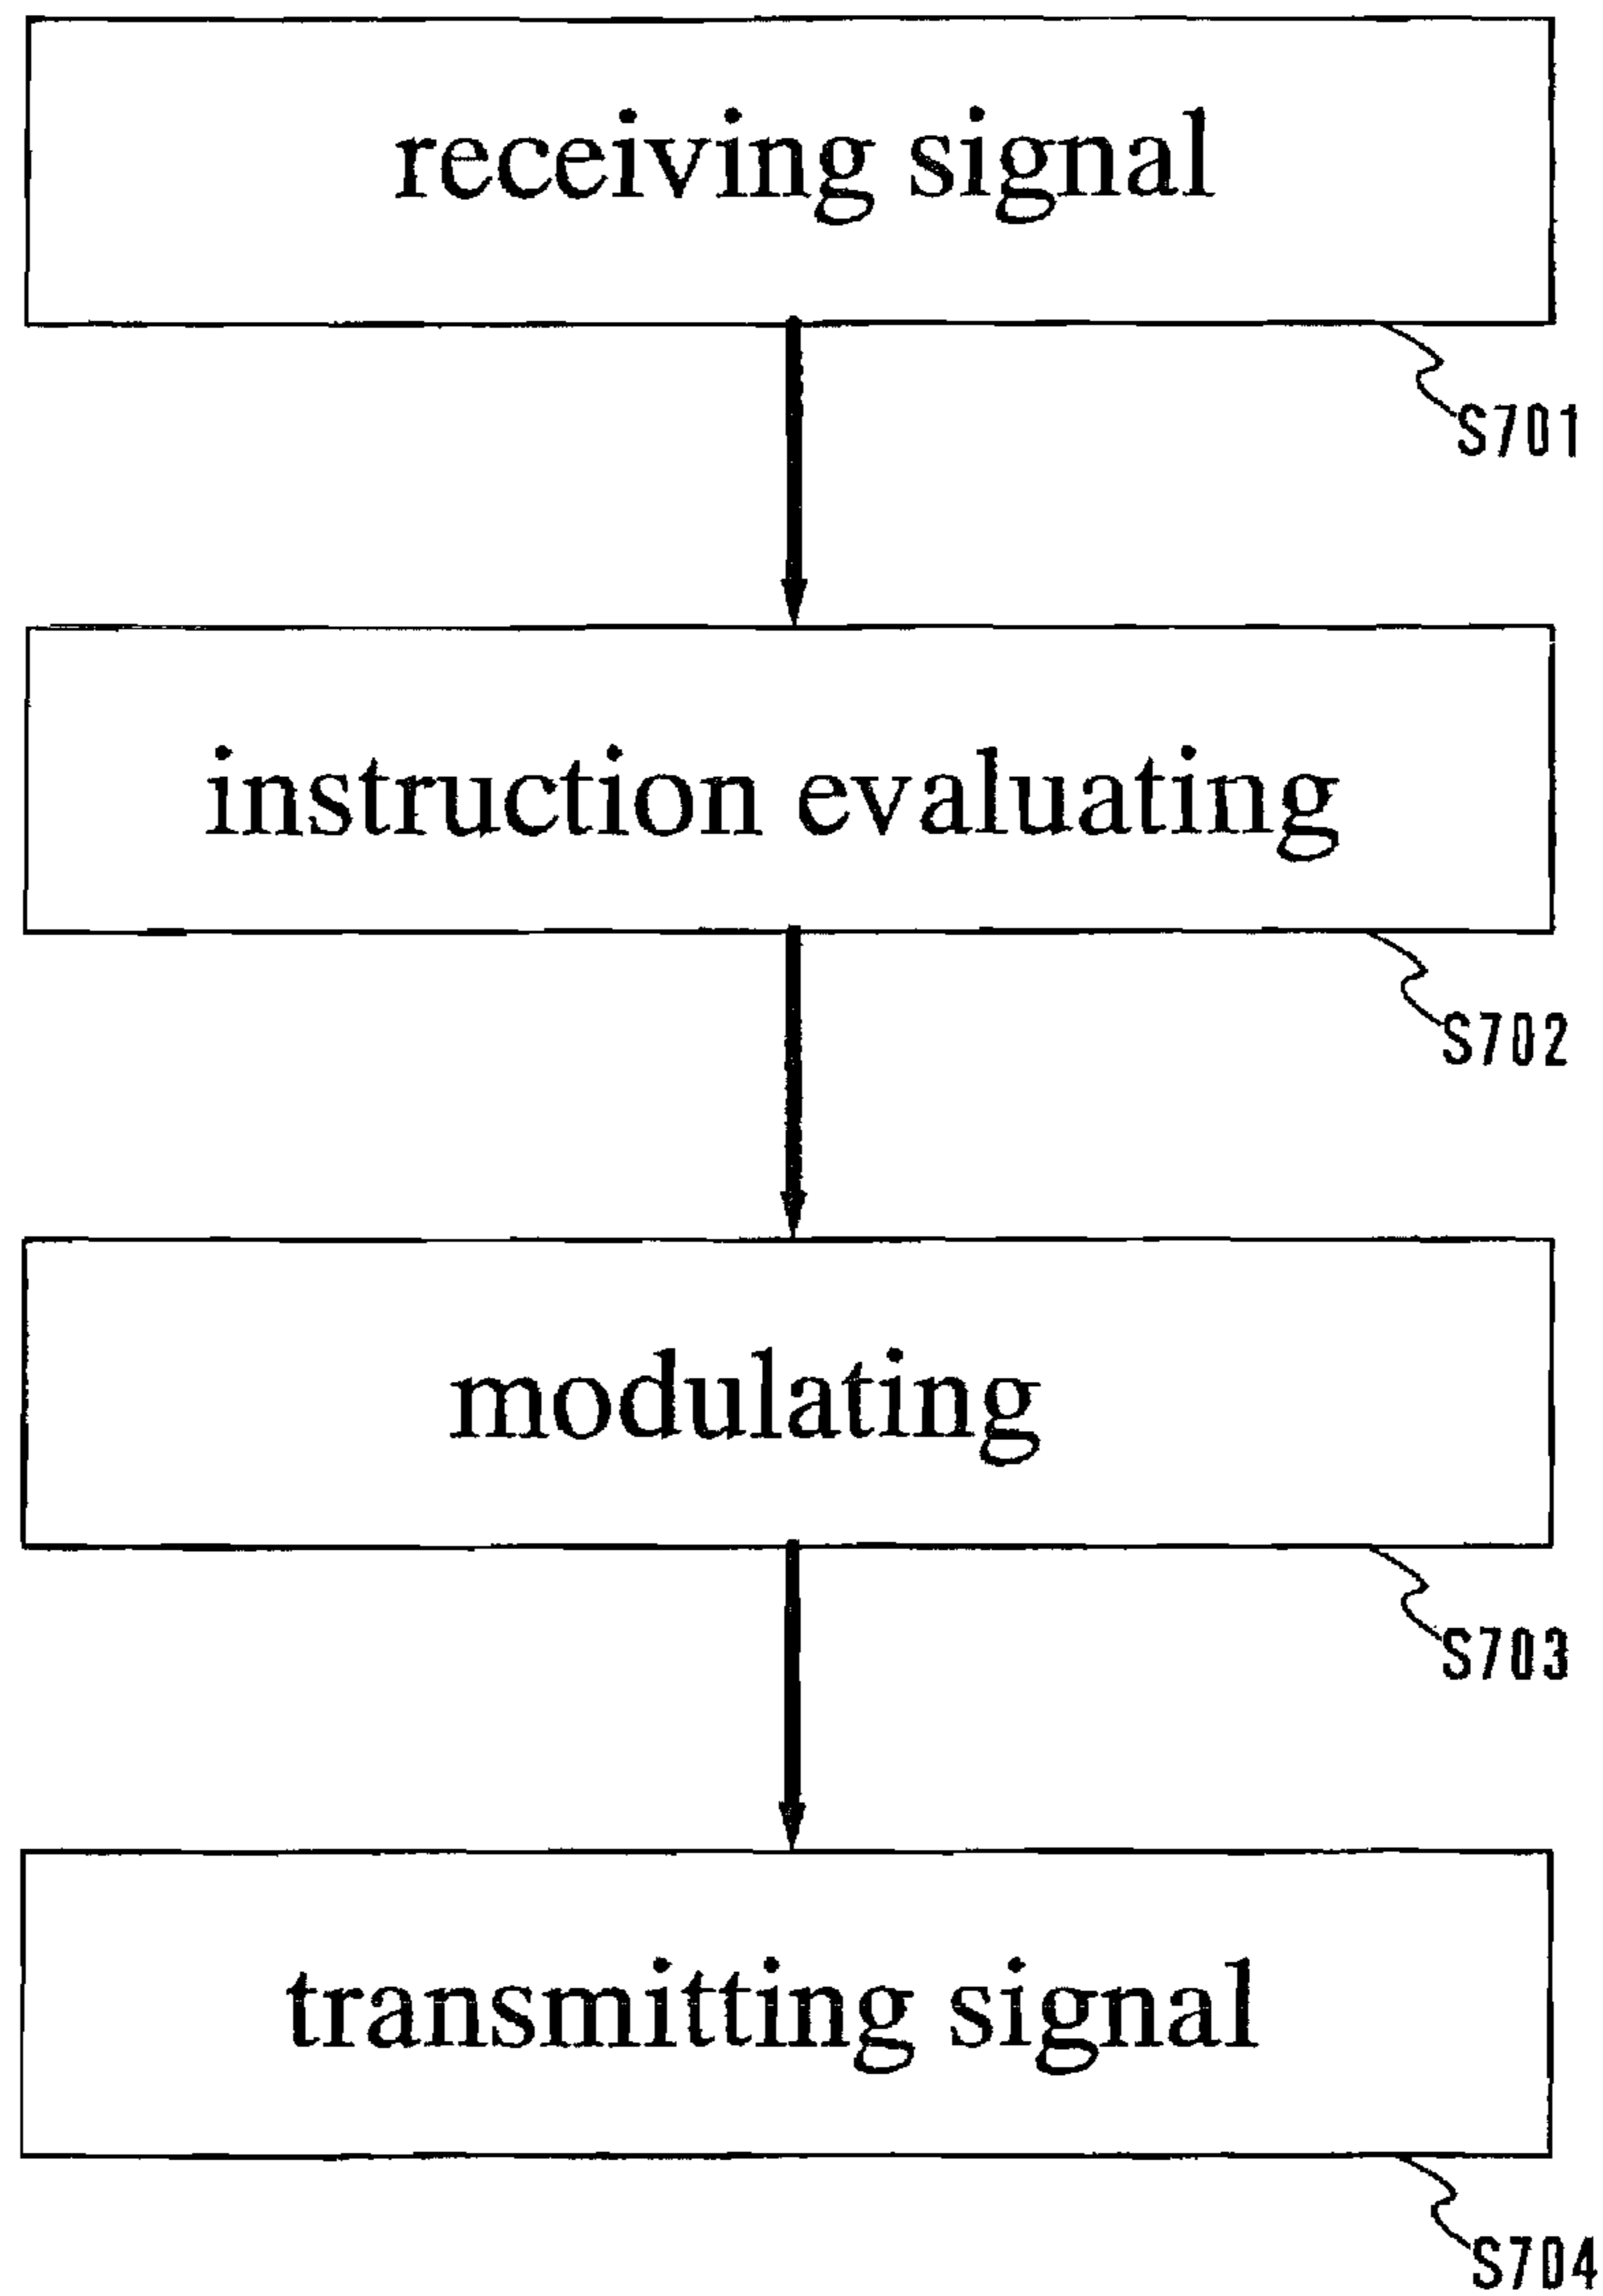 receiving signal
S701
instruction evaluating
S702
modulating
S703
transmitting signal
S704